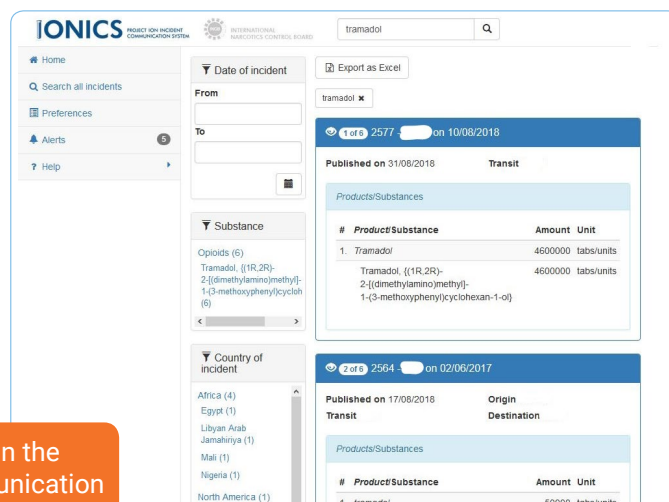 IONICS PROJECT ION INCIDENT
COMMUNICATION SYSTEM
INTERNATIONAL
NARCOTICS CONTROL BOARD
tramadol
Home
Search all incidents
Preferences
Alerts 5
? Help
Date of incident
From
To
Substance
Opioids (6)
Tramadol, {(1R,2R)-
2-[(dimethylamino)methyl]-
1-(3-methoxyphenyl)cycloh
(6)
Country of
incident
Africa (4)
Egypt (1)
Libyan Arab
Jamahiriya (1)
Mali (1)
Nigeria (1)
North America (1)
Export as Excel
tramadol ✖
1 of 6 2577 - on 10/08/2018
Published on 31/08/2018 Transit
Products/Substances
# Product/Substance Amount Unit
1. Tramadol 4600000 tabs/units
Tramadol, {(1R,2R)- 4600000 tabs/units
2-[(dimethylamino)methyl]-
1-(3-methoxyphenyl)cyclohexan-1-ol}
2 of 6 2564 - on 02/06/2017
Published on 17/08/2018 Origin
Transit Destination
Products/Substances
# Product/Substance Amount Unit
1. tramadol 50000 tabs/units
n the
unication